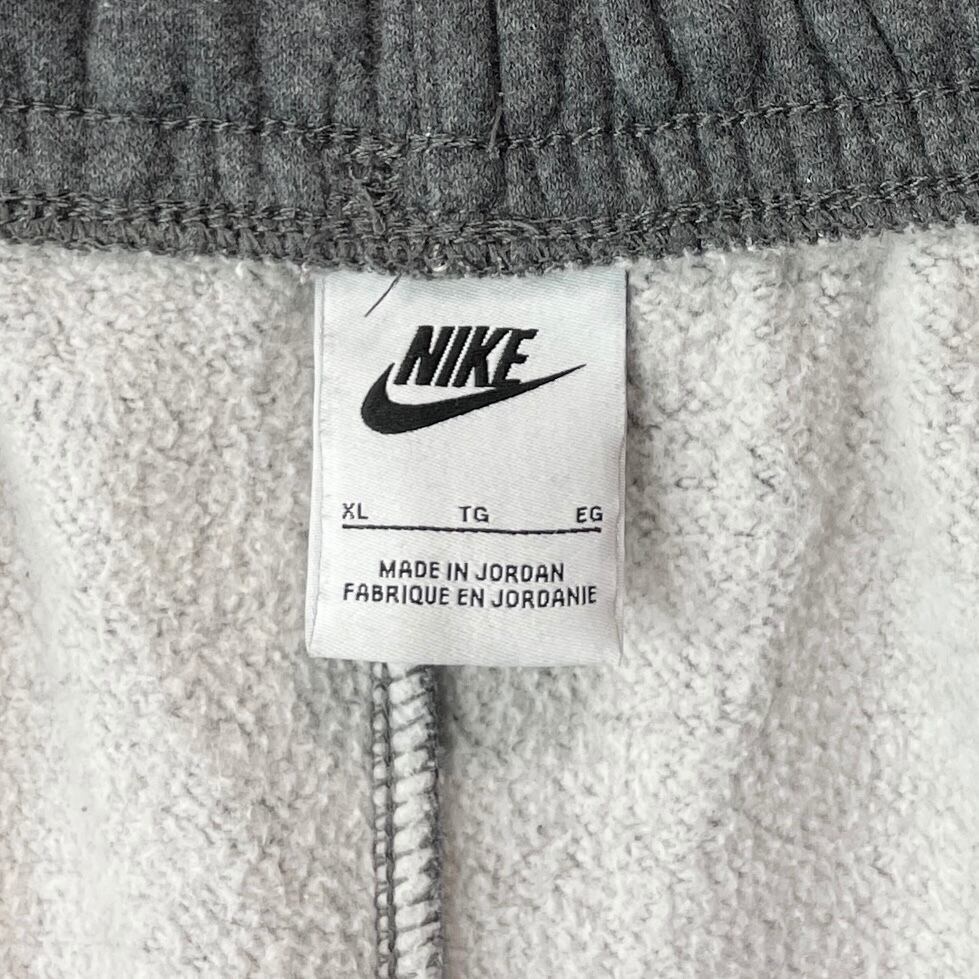 NIKE
XL TG EG
MADE IN JORDAN
FABRIQUE EN JORDANIE